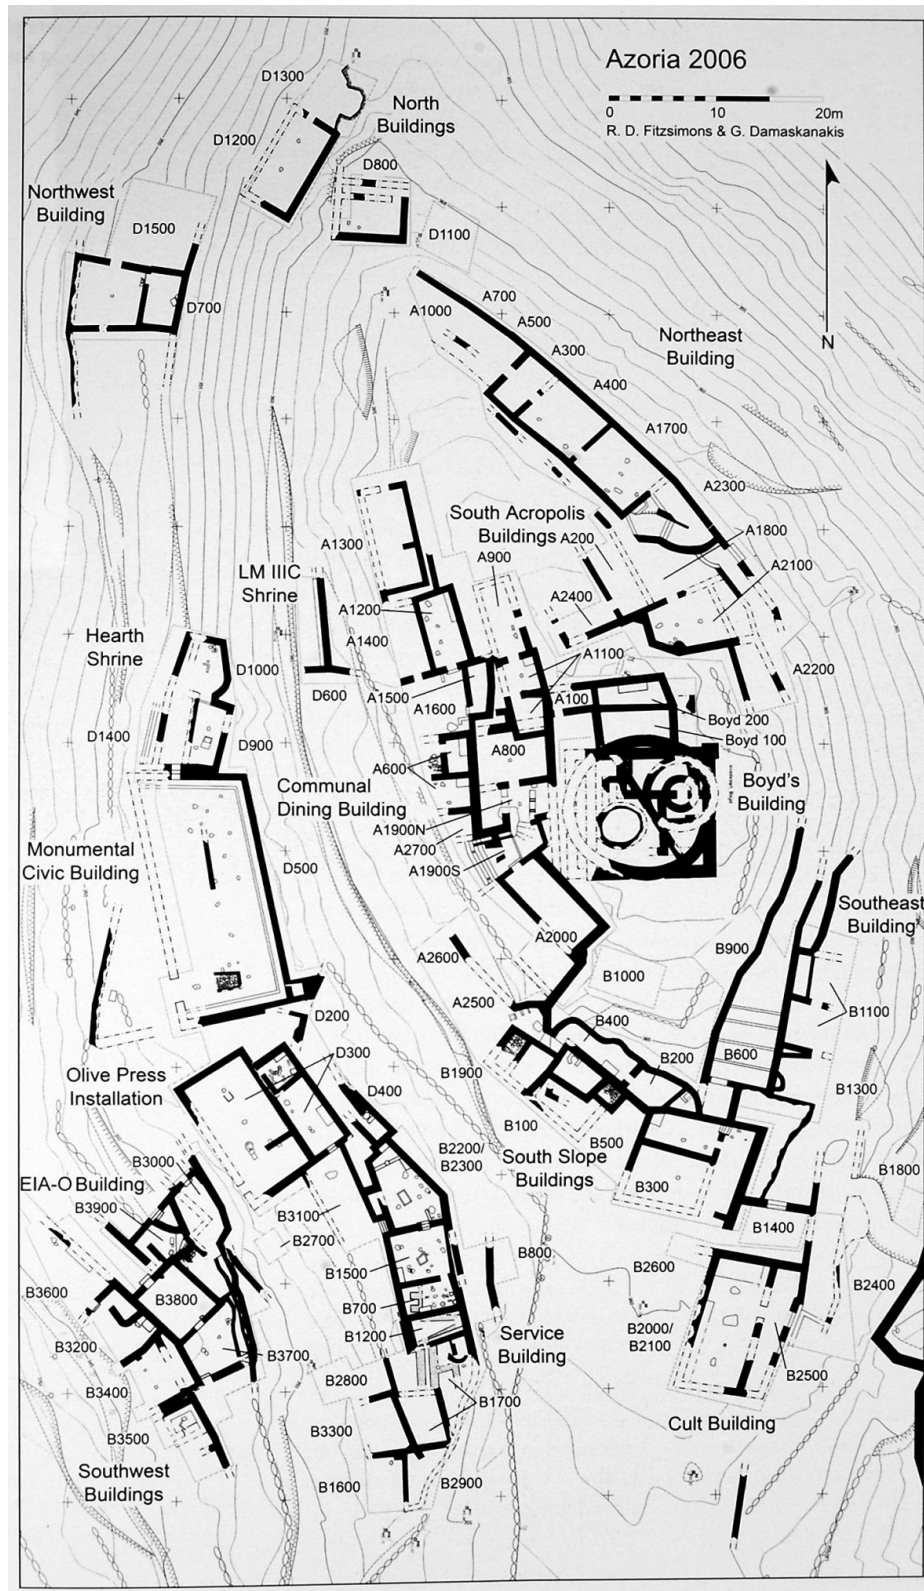 Azoria 2006
0 10 20m
R. D. Fitzsimons & G. Damaskanakis
N
D1300
North
Buildings
D1200
D800
Northwest
Building
D1500
D1100
D700
A700
A1000
A500
A300
Northeast
Building
A400
A1700
A2300
South Acropolis
Buildings
A1800
A200
A1300
A900
A2100
LM IIIC
Shrine
A1200
A2400
A1400
Hearth
Shrine
D1000
A1100
A2200
D600
A1500
A1600
A100
Boyd 200
D1400
D900
A800
Boyd 100
A600
Communal
Dining Building
Boyd's
Building
A1900N
A2700
Monumental
Civic Building
D500
A1900S
Southeast
Building
A2000
A2600
B900
B1000
A2500
B1100
D200
B400
B600
Olive Press
Installation
D300
B1900
B200
D400
B1300
B100
B500
B2200/
B2300
South Slope
Buildings
B3000
B1800
EIA-O Building
B300
B3900
B3100
B1400
B2700
B800
B2600
B1500
B2400
B3600
B3800
B700
B2000/
B2100
B1200
Service
Building
B3200
B3700
B2500
B2800
B3400
B1700
Cult Building
B3300
B3500
Southwest
Buildings
B1600
B2900